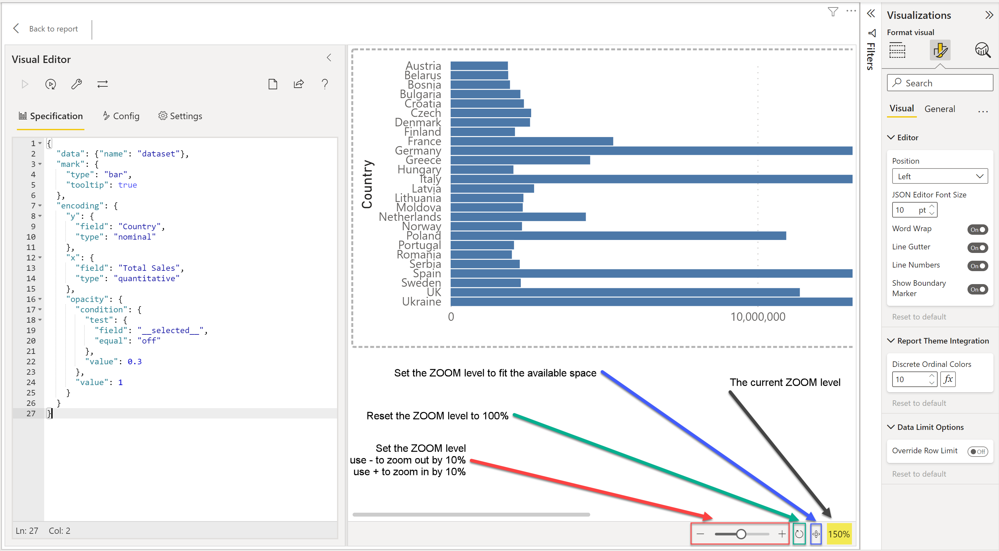 Back to report
Visual Editor
Specification
Config
Settings
1 {
2 "data": {"name": "dataset"},
3 "mark": {
4 "type": "bar",
5 "tooltip": true
6 },
7 "encoding": {
8 "y": {
9 "field": "Country",
10 "type": "nominal"
11 },
12 "x": {
13 "field": "Total Sales",
14 "type": "quantitative"
15 },
16 "opacity": {
17 "condition": {
18 "test": {
19 "field": "__selected__",
20 "equal": "off"
21 },
22 "value": 0.3
23 },
24 "value": 1
25 }
26 }
27 }
Ln: 27 Col: 2
Country
Austria
Belarus
Bosnia
Bulgaria
Croatia
Czech
Denmark
Finland
France
Germany
Greece
Hungary
Italy
Latvia
Lithuania
Moldova
Netherlands
Norway
Poland
Portugal
Romania
Serbia
Spain
Sweden
UK
Ukraine
0
10,000,000
Set the ZOOM level to fit the available space
The current ZOOM level
Reset the ZOOM level to 100%
Set the ZOOM level
use - to zoom out by 10%
use + to zoom in by 10%
150%
Filters
Visualizations
Format visual
Search
Visual
General
Editor
Position
Left
JSON Editor Font Size
10 pt
Word Wrap
On
Line Gutter
On
Line Numbers
On
Show Boundary
Marker
On
Reset to default
Report Theme Integration
Discrete Ordinal Colors
10
fx
Reset to default
Data Limit Options
Override Row Limit
Off
Reset to default